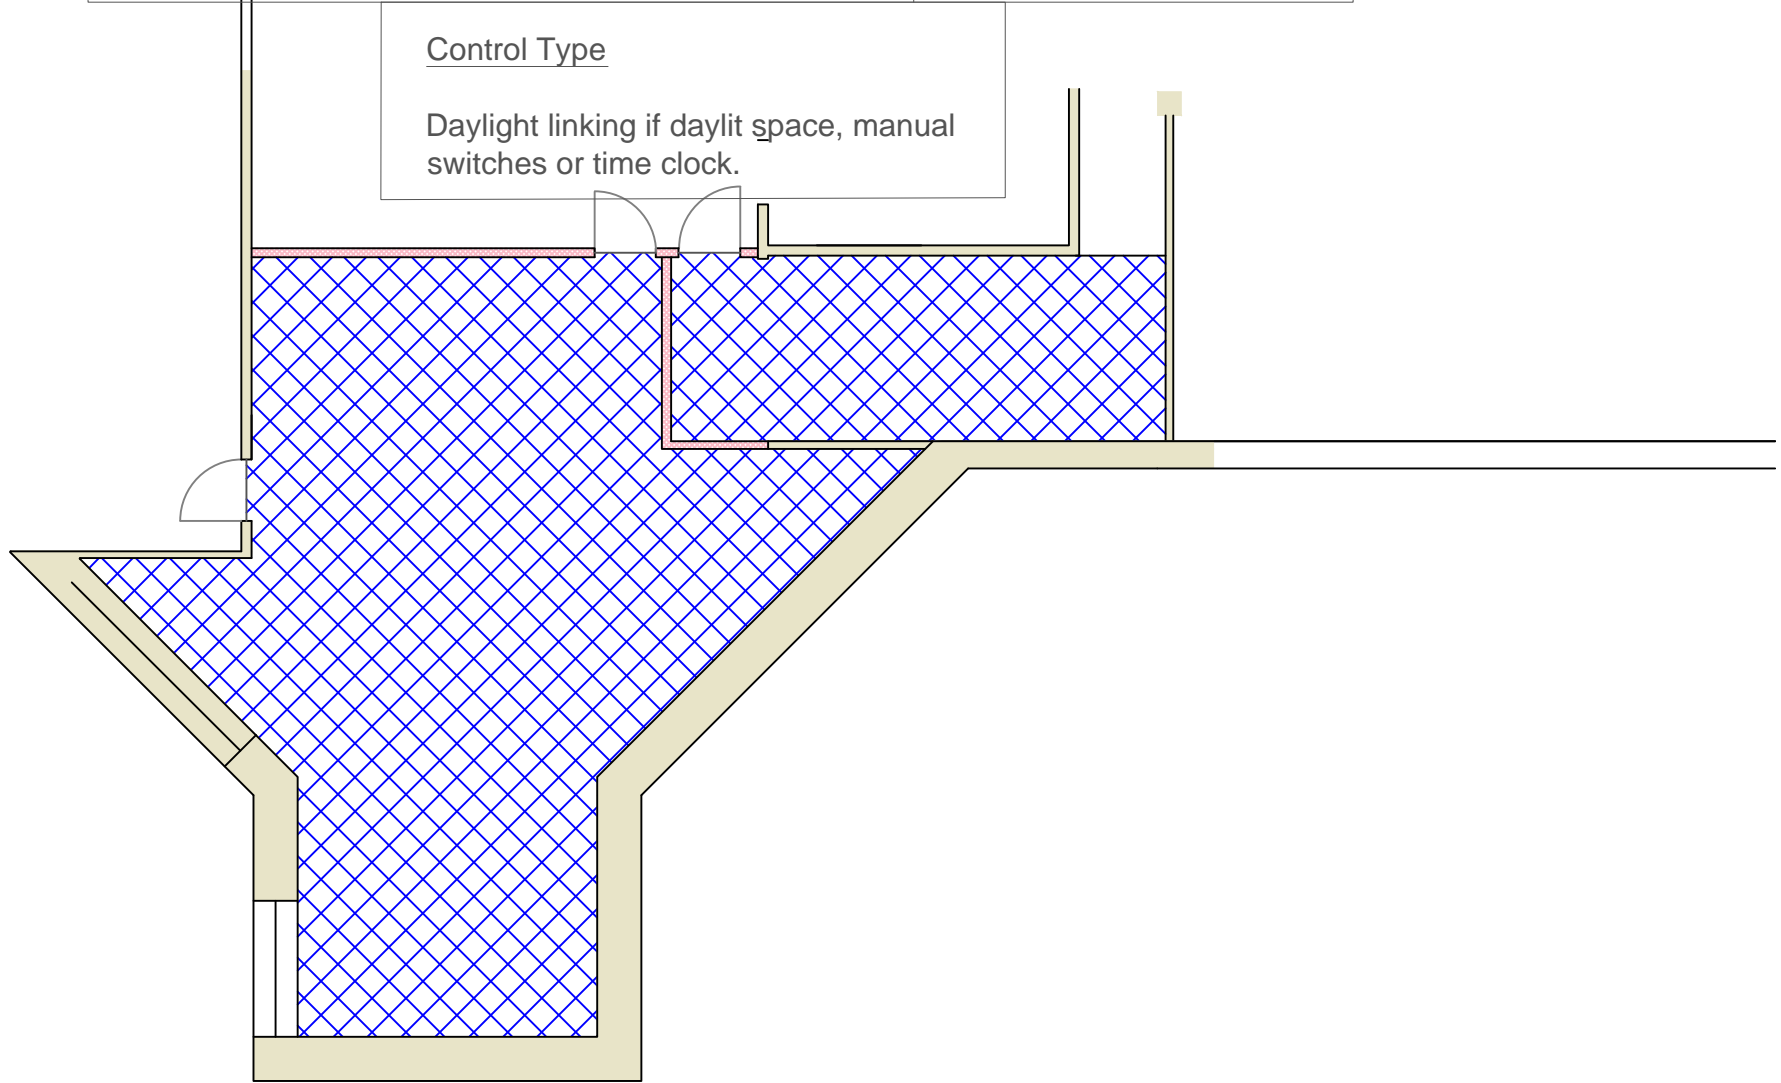 Control Type
Daylight linking if daylit space, manual
switches or time clock.